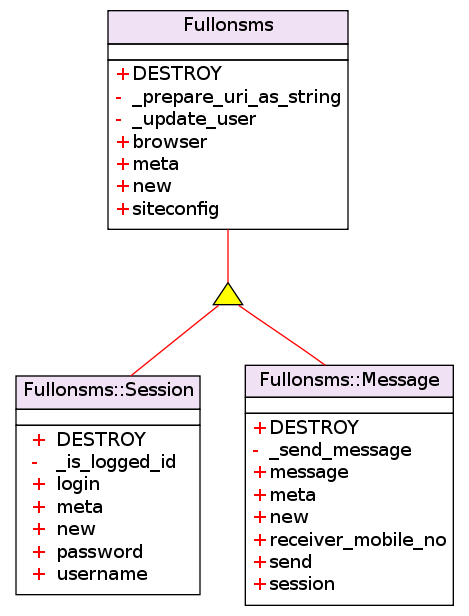 Fullonsms
+DESTROY
- _prepare_uri_as_string
- _update_user
+browser
+meta
+new
+siteconfig
Fullonsms::Session
+ DESTROY
- _is_logged_id
+ login
+ meta
+ new
+ password
+ username
Fullonsms::Message
+DESTROY
- _send_message
+message
+meta
+new
+receiver_mobile_no
+send
+session